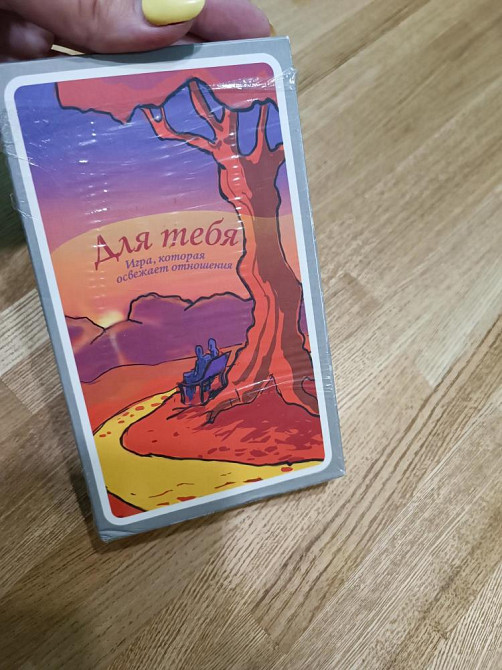 Для тебя
Игра, которая
освежает отношения